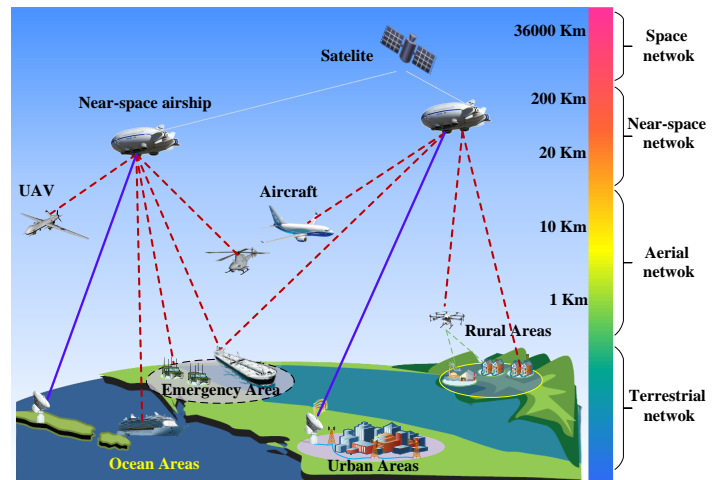 36000 Km
Satelite
Space
netwok
200 Km
Near-space airship
Near-space
netwok
20 Km
UAV
Aircraft
10 Km
Aerial
netwok
1 Km
Rural Areas
Emergency Area
Terrestrial
netwok
Ocean Areas
Urban Areas